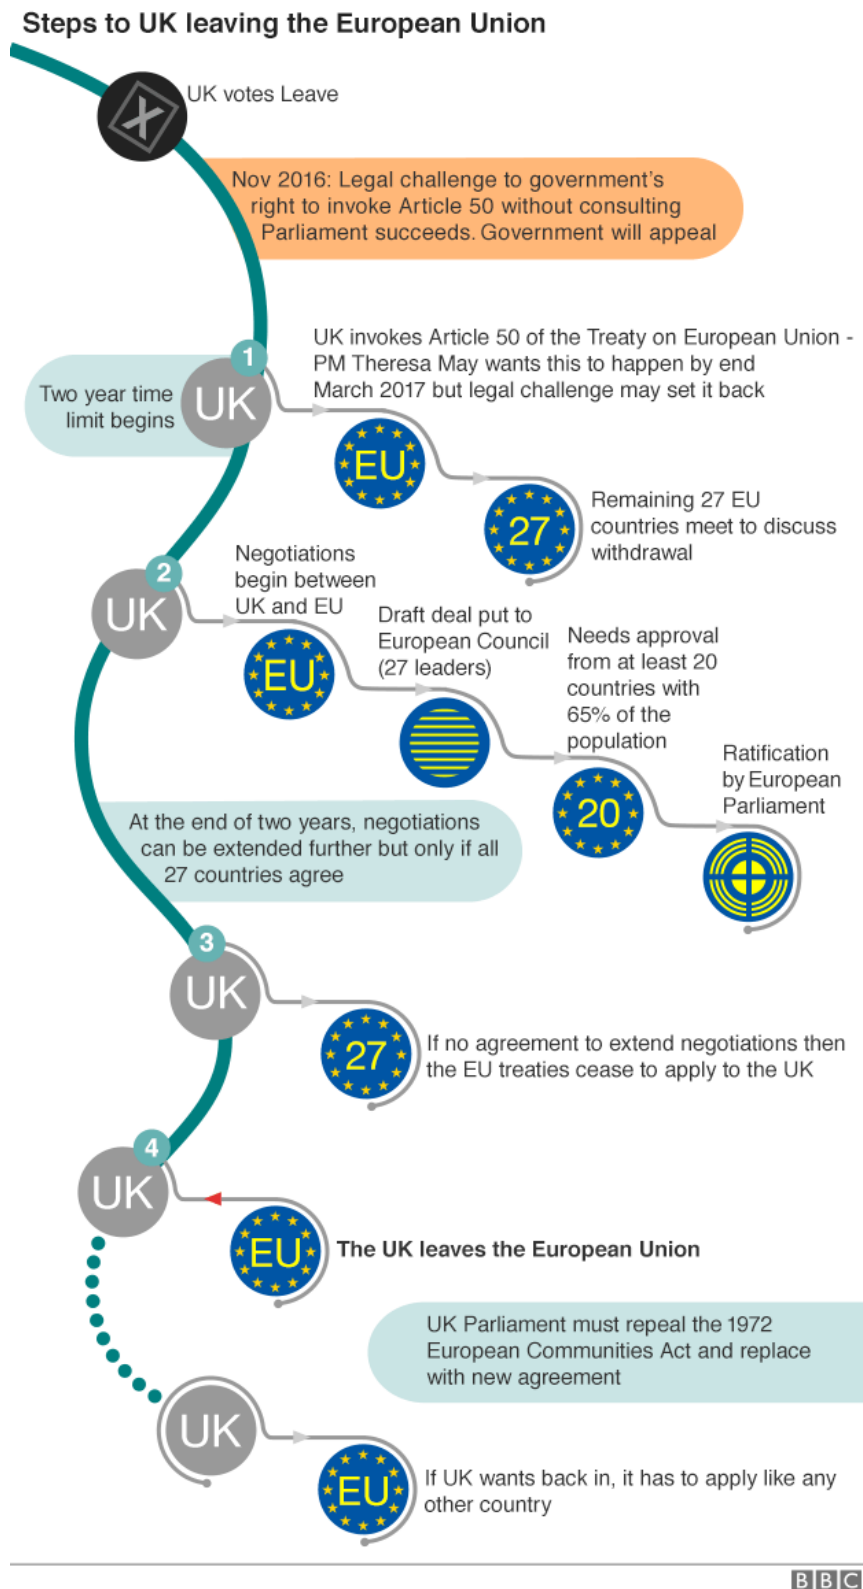 Steps to UK leaving the European Union
UK votes Leave
Nov 2016: Legal challenge to government's
right to invoke Article 50 without consulting
Parliament succeeds. Government will appeal
1
UK
Two year time
limit begins
UK invokes Article 50 of the Treaty on European Union -
PM Theresa May wants this to happen by end
March 2017 but legal challenge may set it back
EU
27
Remaining 27 EU
countries meet to discuss
withdrawal
2
UK
Negotiations
begin between
UK and EU
EU
Draft deal put to
European Council
(27 leaders)
Needs approval
from at least 20
countries with
65% of the
population
20
Ratification
by European
Parliament
At the end of two years, negotiations
can be extended further but only if all
27 countries agree
3
UK
27
If no agreement to extend negotiations then
the EU treaties cease to apply to the UK
4
UK
EU
The UK leaves the European Union
UK Parliament must repeal the 1972
European Communities Act and replace
with new agreement
UK
EU
If UK wants back in, it has to apply like any
other country
BBC